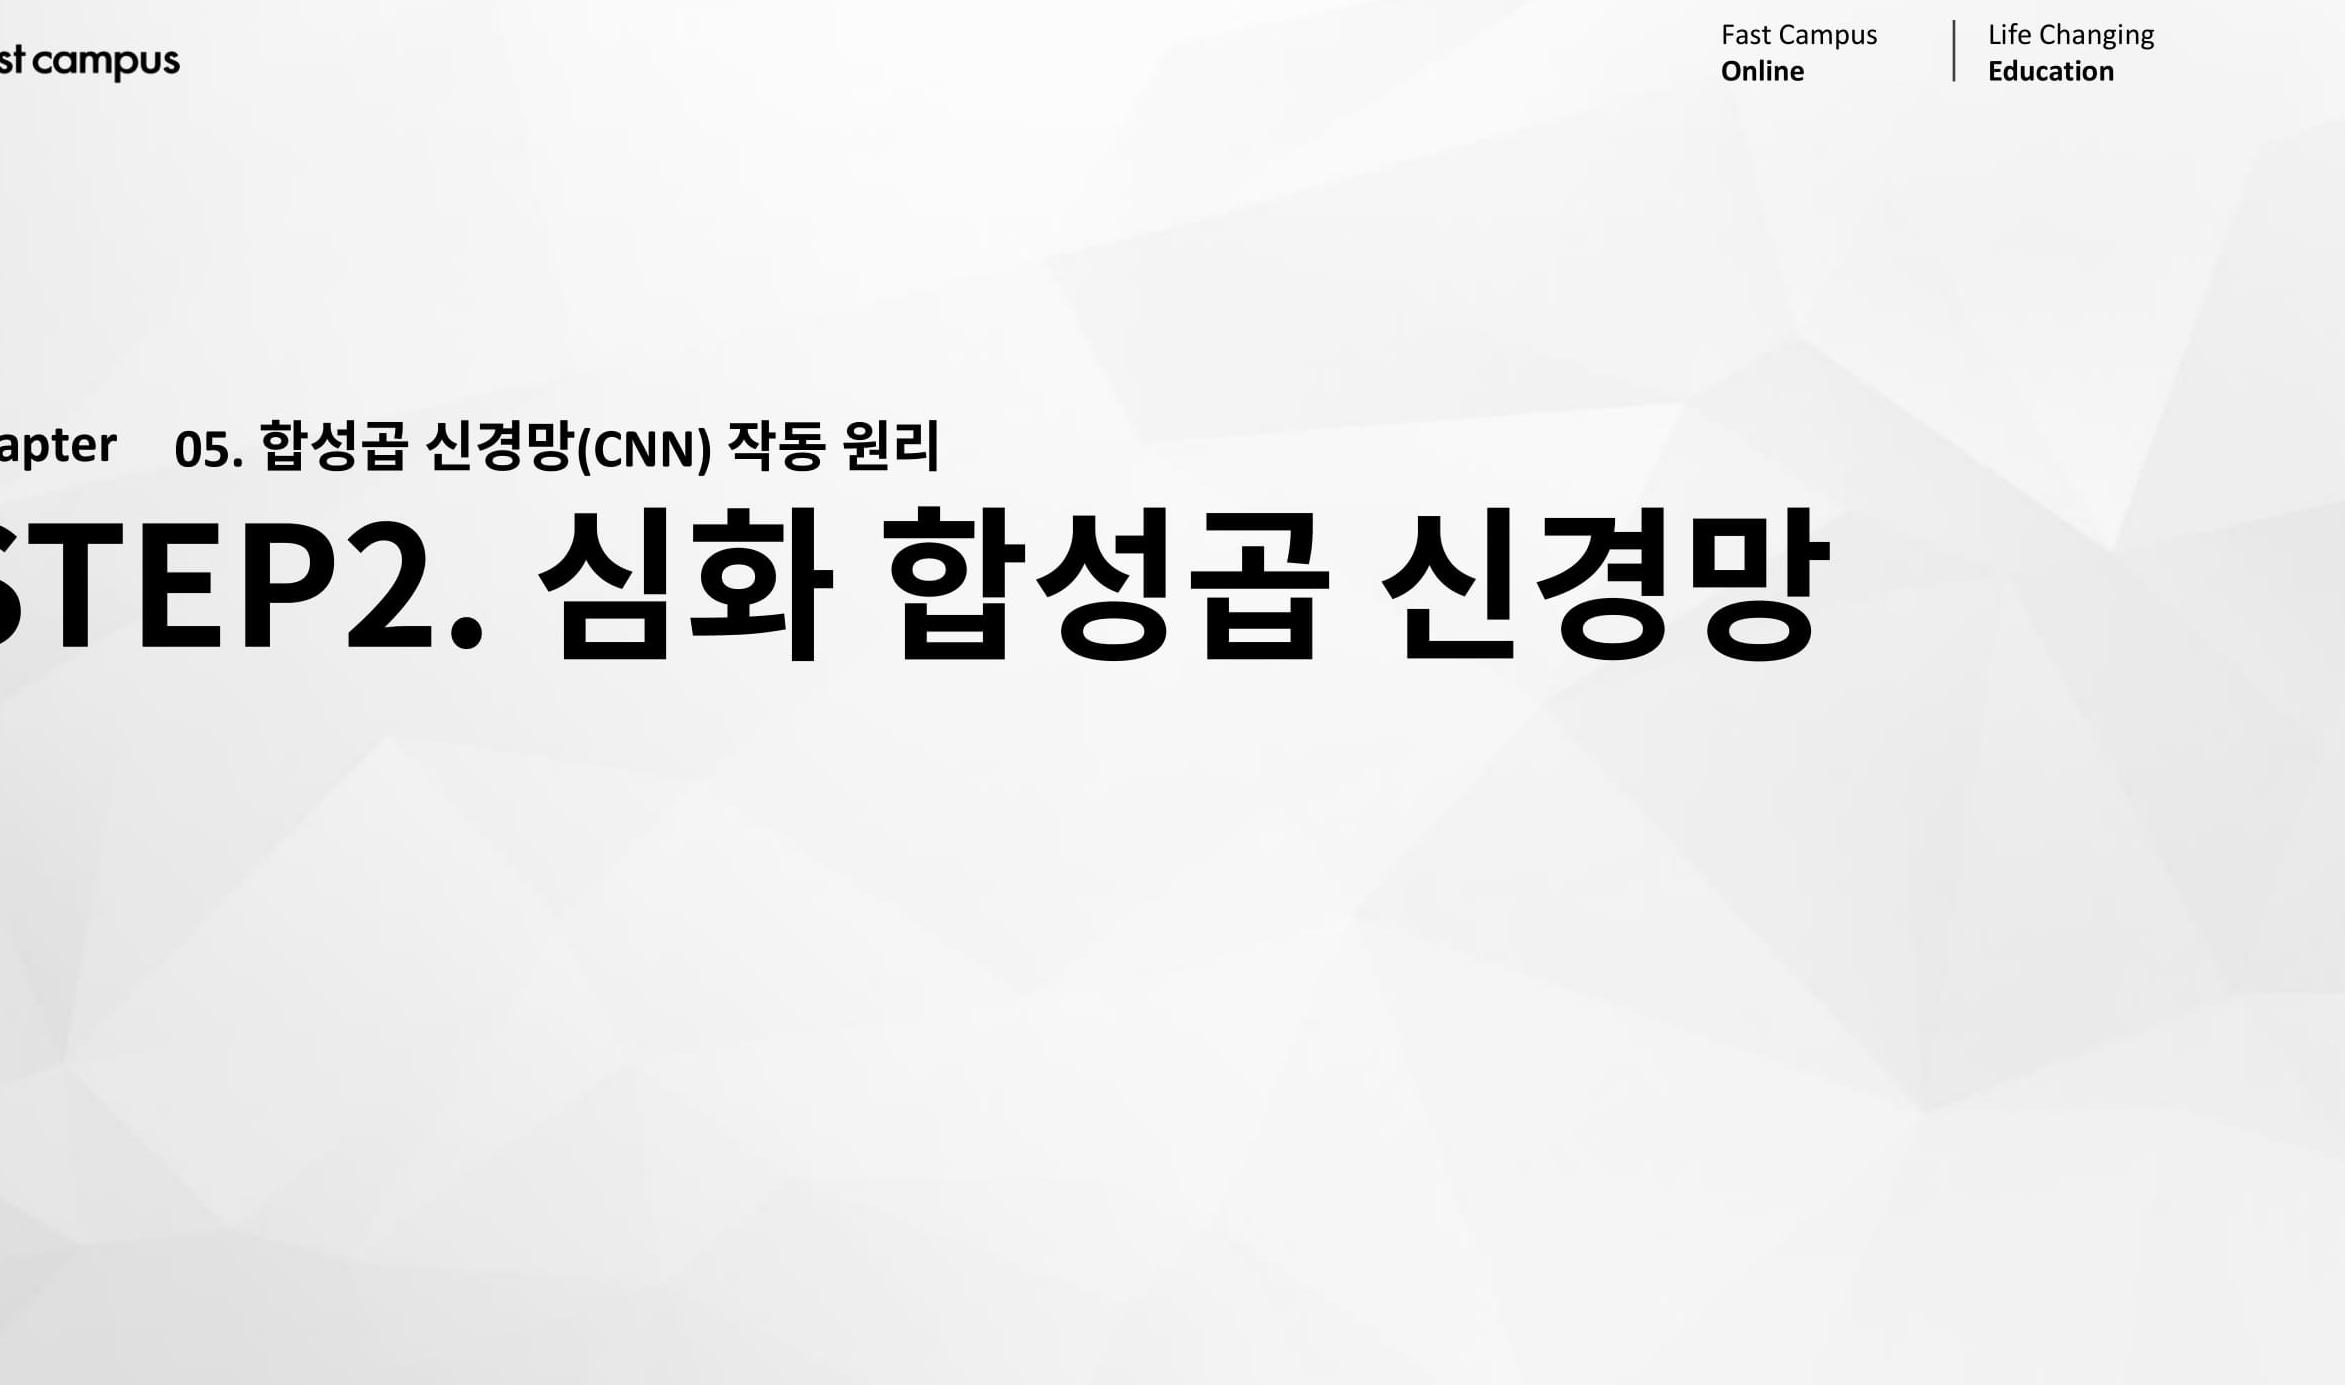 st campus
Fast Campus
Online
Life Changing
Education
apter 05. 합성곱 신경망(CNN) 작동 원리
STEP2. 심화 합성곱 신경망